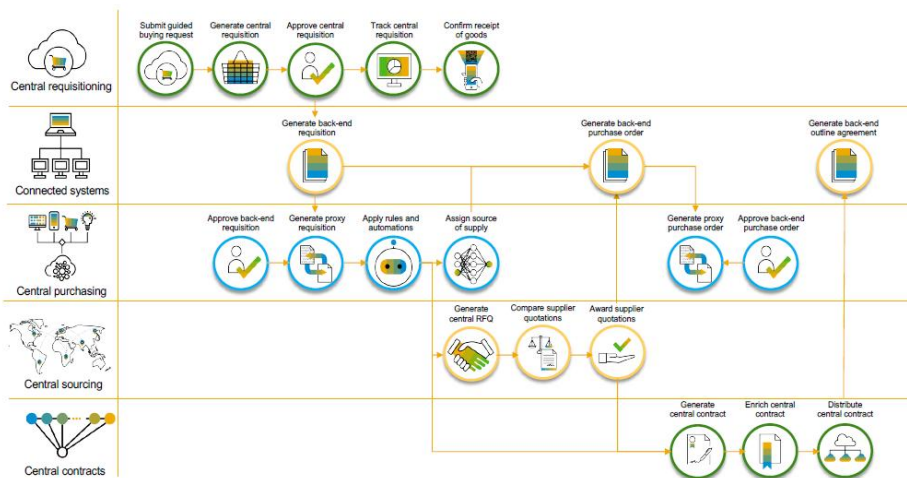 Submit guided
buying request
Generate central
requisition
Approve central
requisition
Track central
requisition
Confirm receipt
of goods
Central requisitioning
Generate back-end
requisition
Generate back-end
purchase order
Generate back-end
outline agreement
Connected systems
Approve back-end
requisition
Generate proxy
requisition
Apply rules and
automations
Assign source
of supply
Generate proxy
purchase order
Approve back-end
purchase order
Central purchasing
Generate
central RFQ
Compare supplier
quotations
Award supplier
quotations
Central sourcing
Generate
central contract
Enrich central
contract
Distribute
central contract
Central contracts